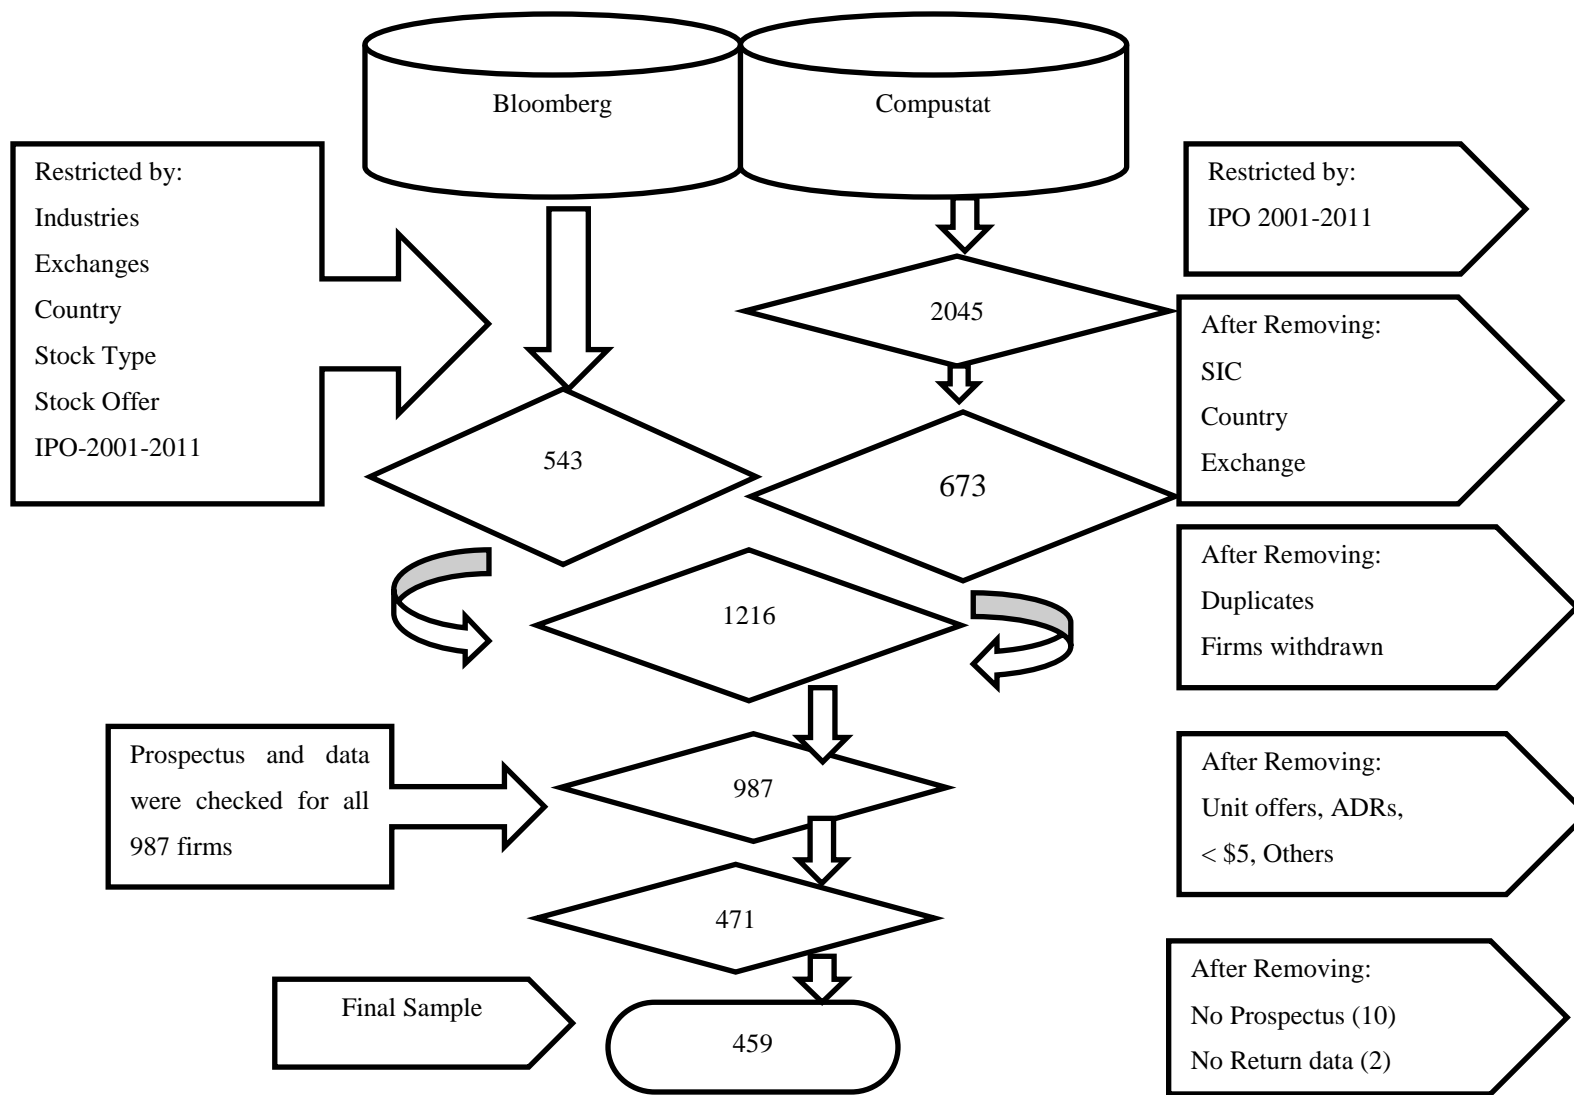 Bloomberg
Compustat
Restricted by:
Industries
Exchanges
Country
Stock Type
Stock Offer
IPO-2001-2011
Restricted by:
IPO 2001-2011
2045
After Removing:
SIC
Country
Exchange
543
673
After Removing:
Duplicates
Firms withdrawn
1216
Prospectus and data
were checked for all
987 firms
987
After Removing:
Unit offers, ADRs,
< $5, Others
471
After Removing:
No Prospectus (10)
No Return data (2)
Final Sample
459